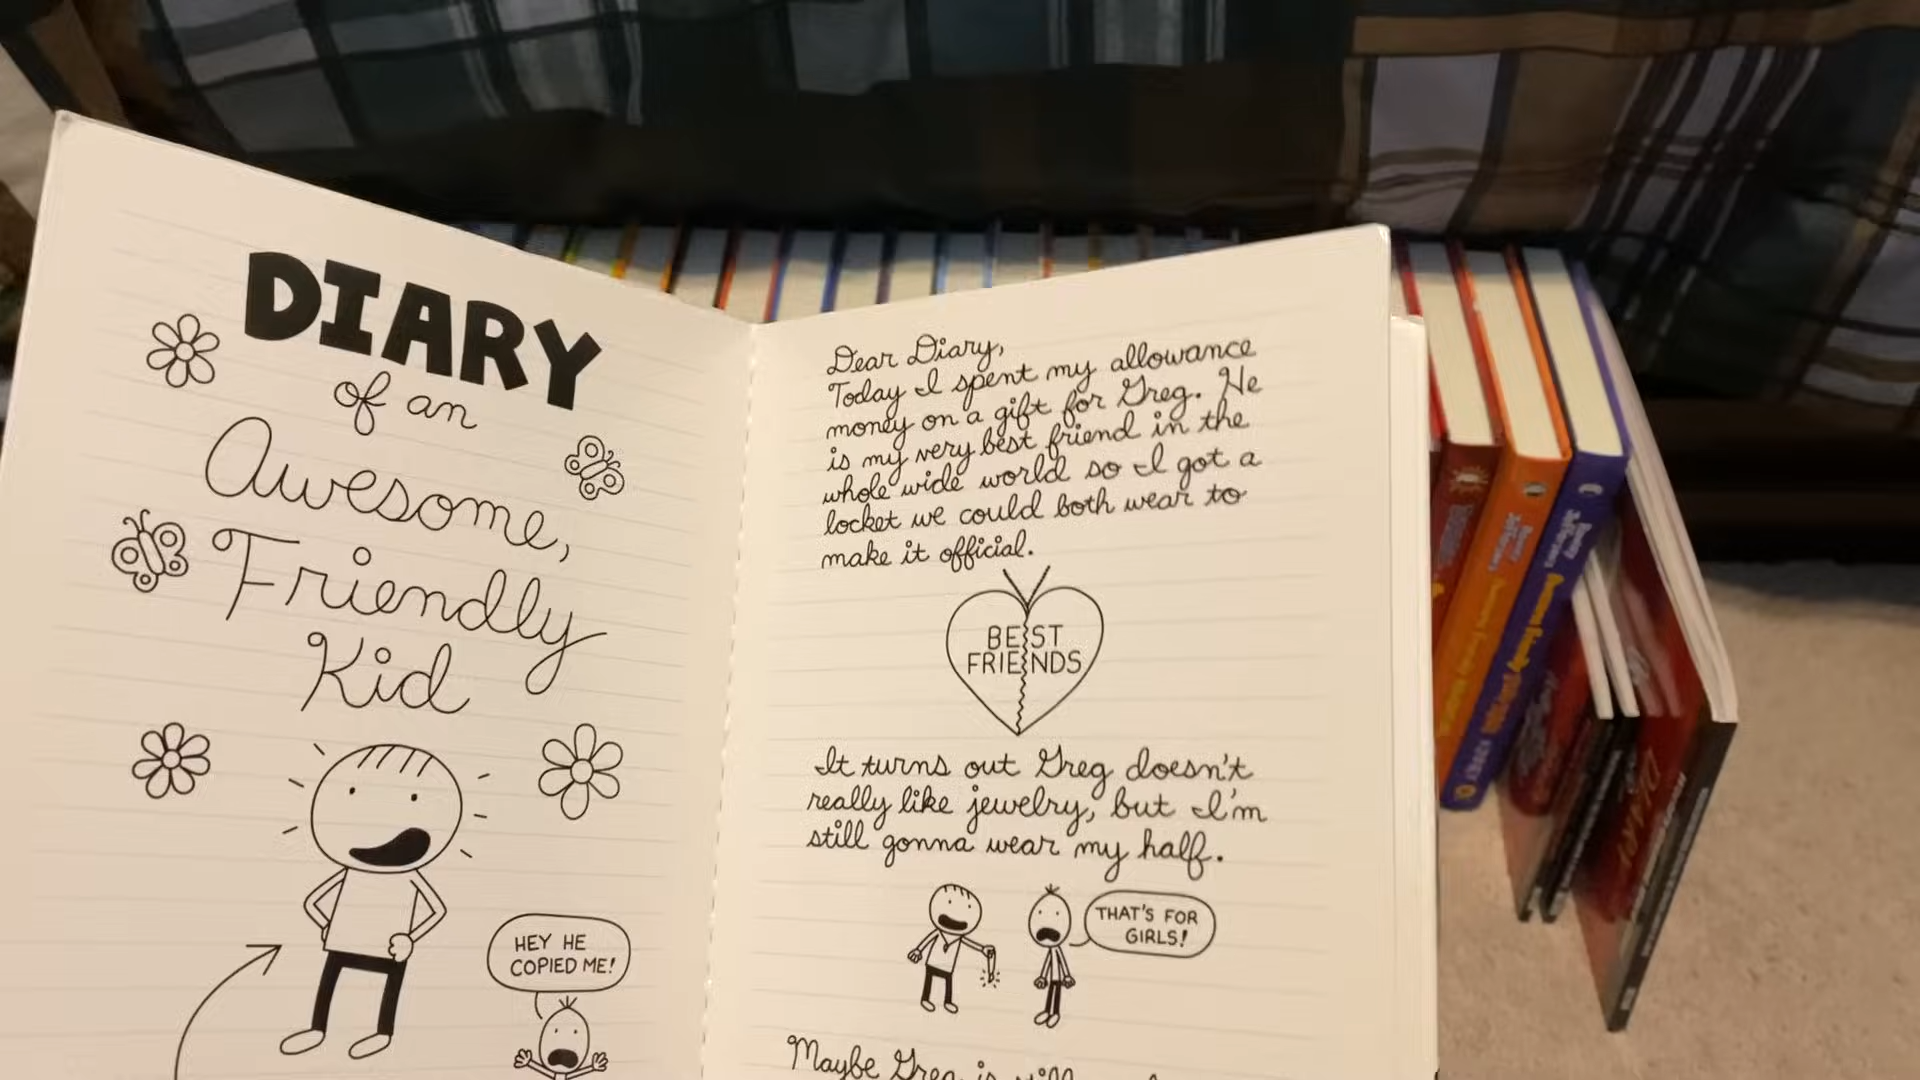 DIARY
of an
Awesome,
Friendly
Kid
HEY HE
COPIED ME!
Dear Diary,
Today I spent my allowance
money on a gift for Greg. He
is my very best friend in the
whole wide world so I got a
locket we could both wear to
make it official.
BEST
FRIENDS
It turns out Greg doesn't
really like jewelry, but I'm
still gonna wear my half.
THAT'S FOR
GIRLS!
Maybe Greg is still